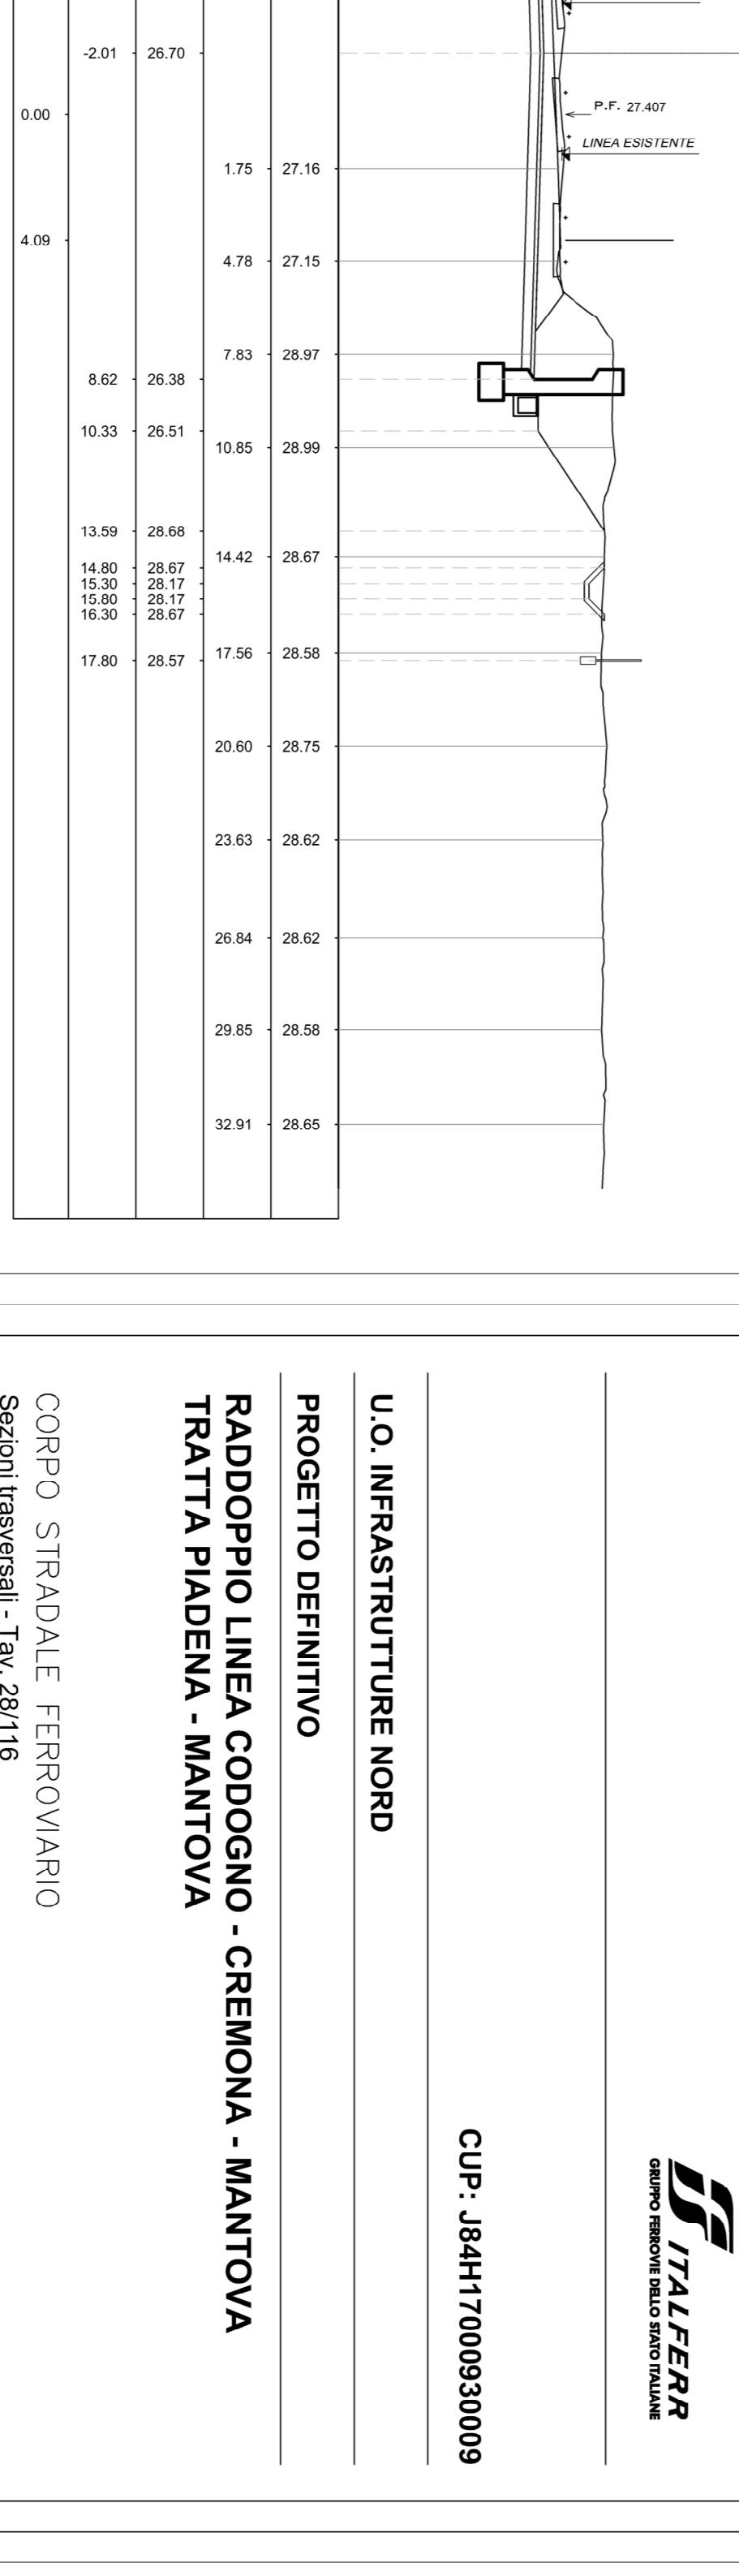 -2.01 26.70
P.F. 27.407
0.00
LINEA ESISTENTE
1.75 27.16
4.09
4.78 27.15
7.83 28.97
8.62 26.38
10.33 26.51
10.85 28.99
13.59 28.68
14.42 28.67
14.80 28.67
15.30 28.17
15.80 28.17
16.30 28.67
17.56 28.58
17.80 28.57
20.60 28.75
23.63 28.62
26.84 28.62
29.85 28.58
32.91 28.65
ITALFERR
GRUPPO FERROVIE DELLO STATO ITALIANE
CUP: J84H17000930009
U.O. INFRASTRUTTURE NORD
PROGETTO DEFINITIVO
RADDOPPIO LINEA CODOGNO - CREMONA - MANTOVA
TRATTA PIADENA - MANTOVA
CORPO STRADALE FERROVIARIO
Sezioni trasversali - Tav. 28/116